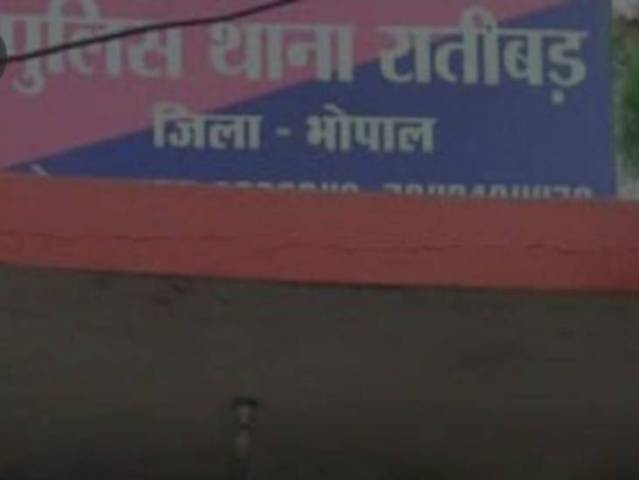 पुलिस थाना रातीबड़
जिला - भोपाल